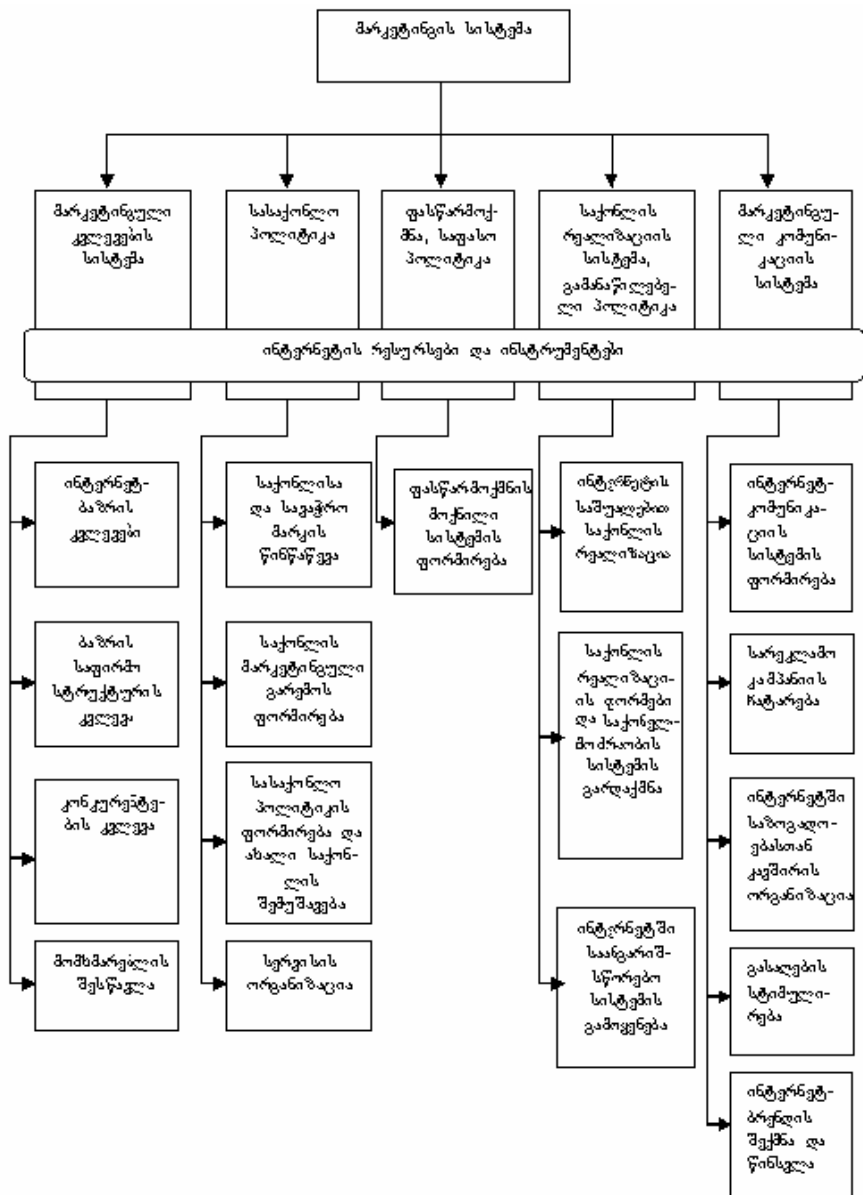 მარკეტინგის სისტემა
მარკეტინგული
კვლევების
სისტემა
სასაქონლო
პოლიტიკა
ფასწარმოქ-
მნა, საფასო
პოლიტიკა
საქონლის
რეალიზაციის
სისტემა,
გამანაწილებე-
ლი პოლიტიკა
მარკეტინგუ-
ლი კომუნი-
კაციის
სისტემა
ინტერნეტის რესურსები და ინსტრუმენტები
ინტერნეტ-
ბაზრის
კვლევები
ბაზრის
საფირმო
სტრუქტურის
კვლევა
კონკურენტე-
ბის კვლევა
მომხმარებლის
შესწავლა
საქონლისა
და სავაჭრო
მარკის
წინწაწევა
საქონლის
მარკეტინგული
გარემოს
ფორმირება
სასაქონლო
პოლიტიკის
ფორმირება და
ახალი საქონ-
ლის
შემუშავება
სერვისის
ორგანიზაცია
ფასწარმოქმნის
მოქნილი
სისტემის
ფორმირება
ინტერნეტის
საშუალებით
საქონლის
რეალიზაცია
საქონლის
რეალიზაცი-
ის ფორმები
და საქონელ-
მოძრაობის
სისტემის
გარდაქმნა
ინტერნეტში
საანგარიშ-
სწორებო
სისტემის
გამოყენება
ინტერნეტ-
კომუნიკა-
ციის
სისტემის
ფორმირება
სარეკლამო
კამპანიის
ჩატარება
ინტერნეტში
საზოგადო-
ებასთან
კავშირის
ორგანიზაცია
გასაღების
სტიმული-
რება
ინტერნეტ-
ბრენდის
შექმნა და
წინსვლა